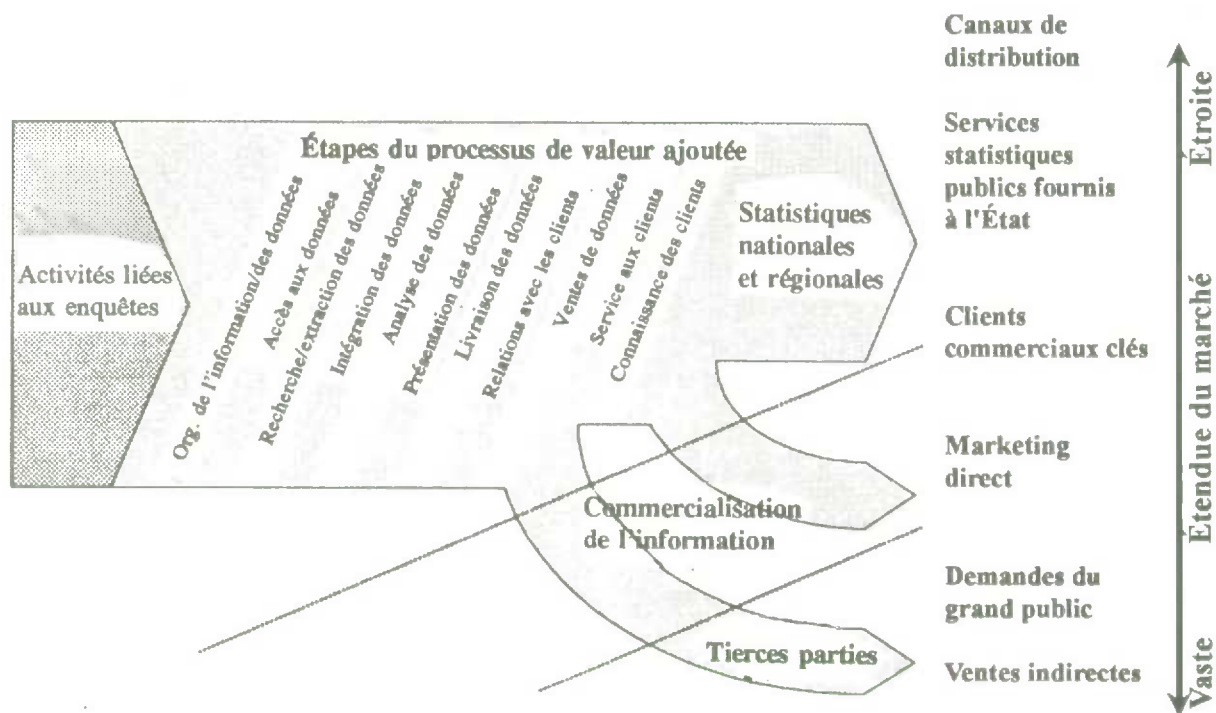 Canaux de
distribution
Étapes du processus de valeur ajoutée
Activités liées
aux enquêtes
Org. de l'information/des données
Accès aux données
Recherche/extraction des données
Intégration des données
Analyse des données
Présentation des données
Livraison des données
Relations avec les clients
Ventes de données
Service aux clients
Connaissance des clients
Statistiques
nationales
et régionales
Commercialisation
de l'information
Tierces parties
Services
statistiques
publics fournis
à l'État
Clients
commerciaux clés
Marketing
direct
Demandes du
grand public
Ventes indirectes
Étroite
Étendue du marché
Vaste